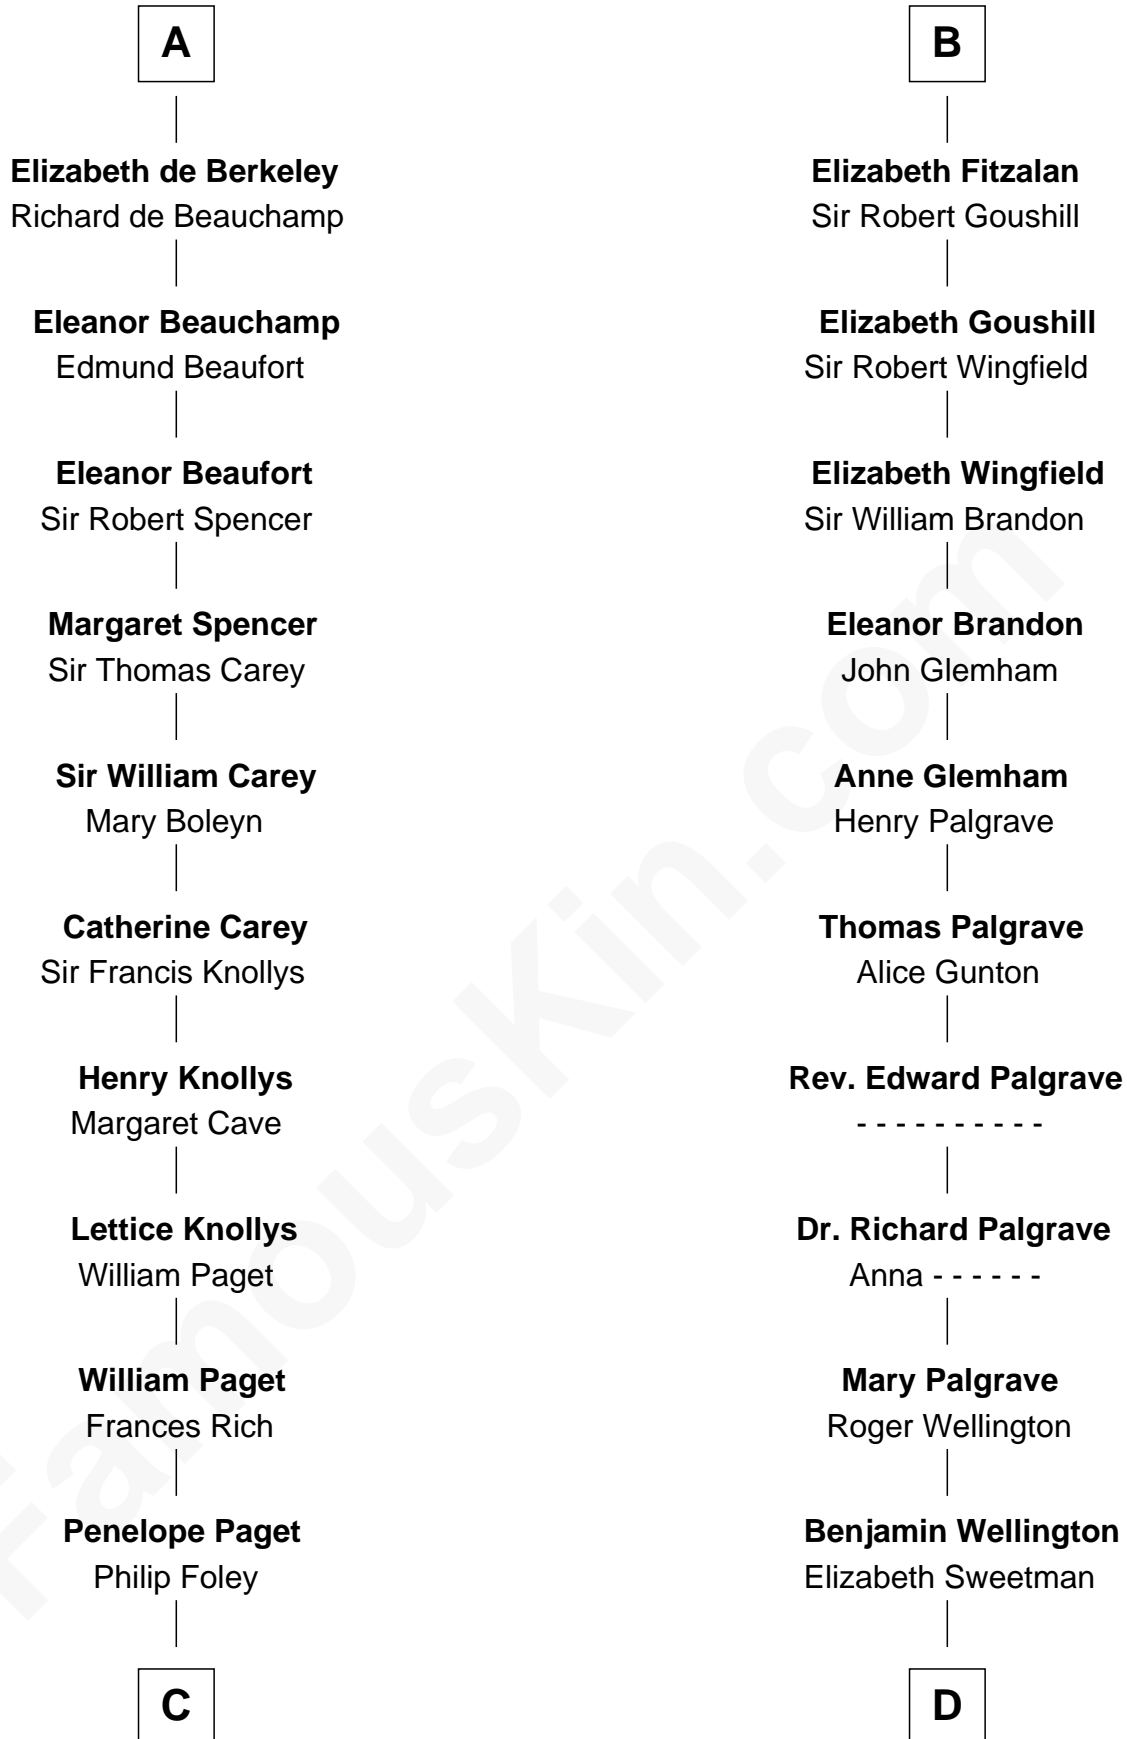 A
Elizabeth de Berkeley
Richard de Beauchamp
Eleanor Beauchamp
Edmund Beaufort
Eleanor Beaufort
Sir Robert Spencer
Margaret Spencer
Sir Thomas Carey
Sir William Carey
Mary Boleyn
Catherine Carey
Sir Francis Knollys
Henry Knollys
Margaret Cave
Lettice Knollys
William Paget
William Paget
Frances Rich
Penelope Paget
Philip Foley
C
B
Elizabeth Fitzalan
Sir Robert Goushill
Elizabeth Goushill
Sir Robert Wingfield
Elizabeth Wingfield
Sir William Brandon
Eleanor Brandon
John Glemham
Anne Glemham
Henry Palgrave
Thomas Palgrave
Alice Gunton
Rev. Edward Palgrave
- - - - - - - - - -
Dr. Richard Palgrave
Anna - - - - - -
Mary Palgrave
Roger Wellington
Benjamin Wellington
Elizabeth Sweetman
D
FamousKin.com